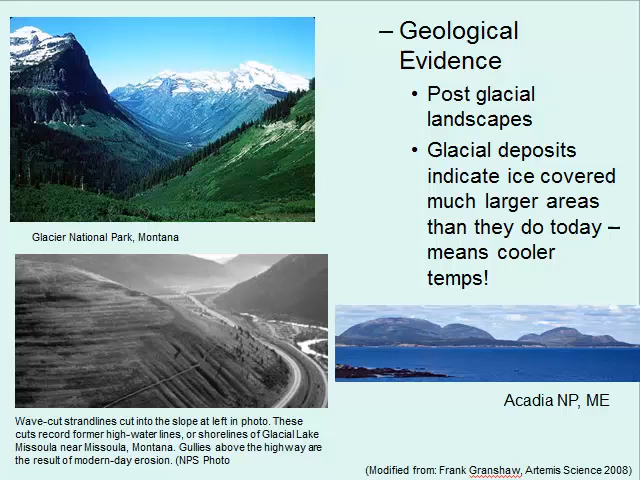 – Geological
Evidence
• Post glacial
landscapes
• Glacial deposits
indicate ice covered
much larger areas
than they do today –
means cooler
temps!
Glacier National Park, Montana
Wave-cut strandlines cut into the slope at left in photo. These
cuts record former high-water lines, or shorelines of Glacial Lake
Missoula near Missoula, Montana. Gullies above the highway are
the result of modern-day erosion. (NPS Photo
Acadia NP, ME
(Modified from: Frank Granshaw, Artemis Science 2008)